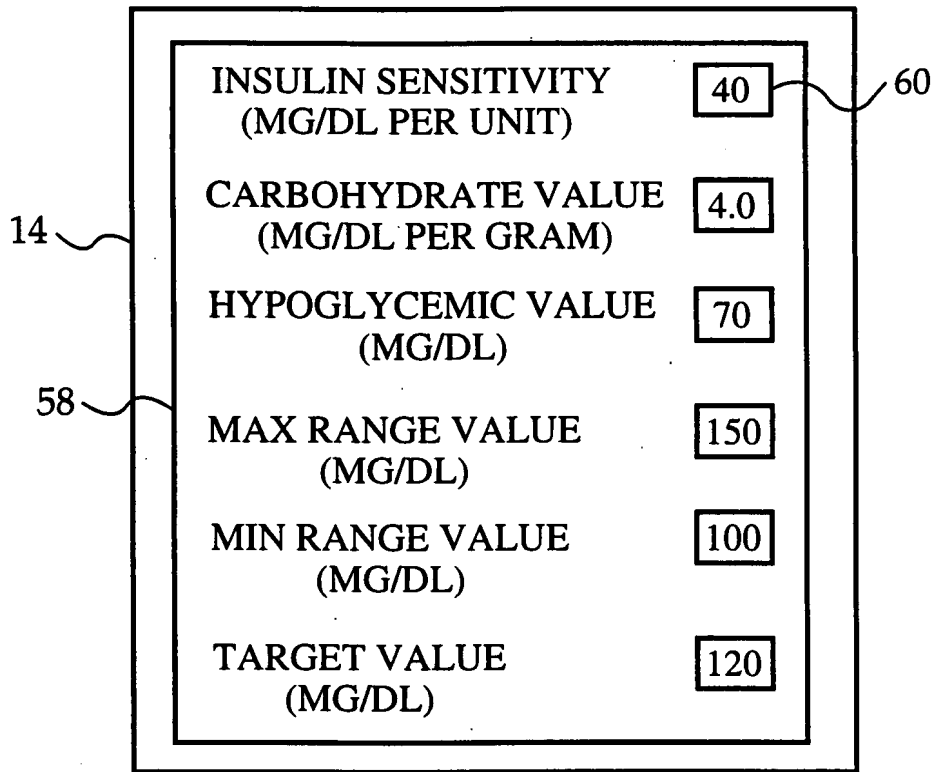 INSULIN SENSITIVITY 40 60
(MG/DL PER UNIT)
CARBOHYDRATE VALUE 4.0
14 (MG/DL PER GRAM)
HYPOGLYCEMIC VALUE 70
(MG/DL)
58
MAX RANGE VALUE 150
(MG/DL)
MIN RANGE VALUE 100
(MG/DL)
TARGET VALUE 120
(MG/DL)